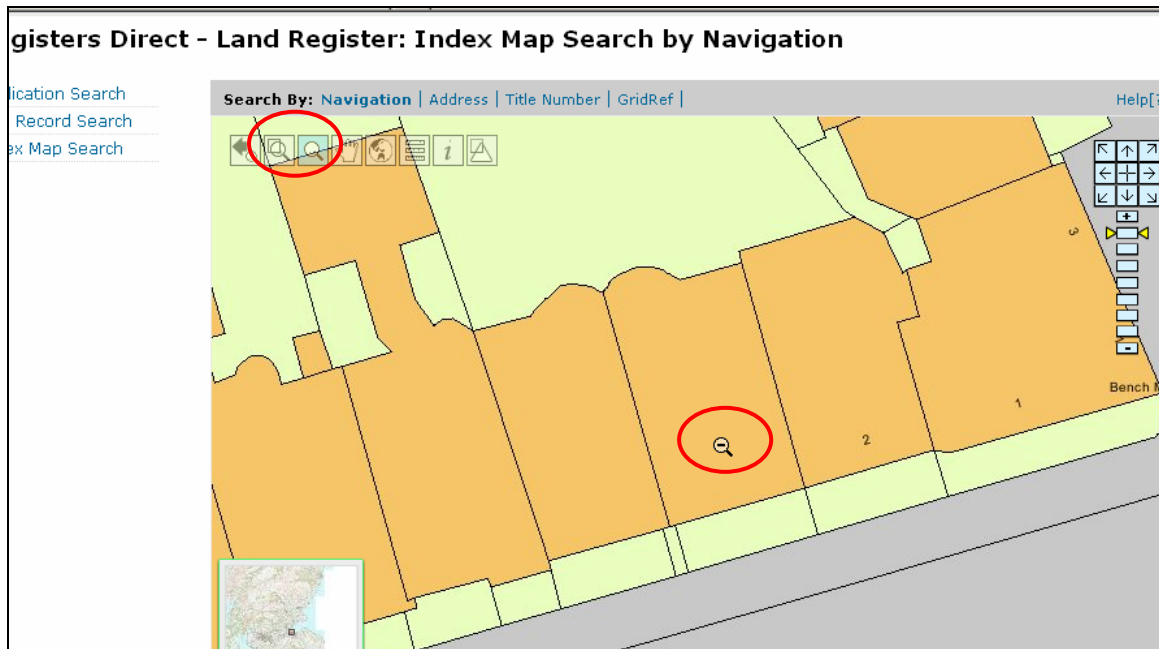 gisters Direct - Land Register: Index Map Search by Navigation
lication Search
Record Search
ex Map Search
Search By: Navigation | Address | Title Number | GridRef |
Help[?
i
3
+
-
Bench M
1
2